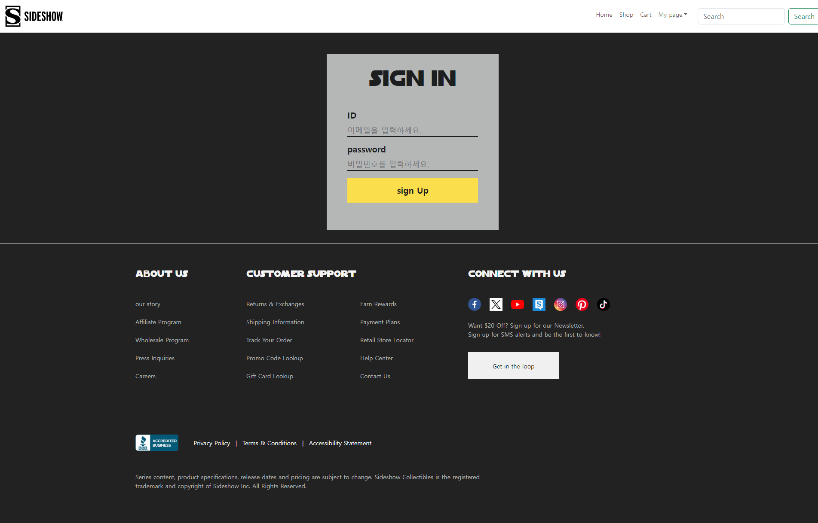 S SIDESHOW
Home Shop Cart My page Search Search
SIGN IN
ID
이메일을 입력하세요.
password
비밀번호를 입력하세요.
sign Up
ABOUT US
our story
Affiliate Program
Wholesale Program
Press Inquiries
Careers
CUSTOMER SUPPORT
Returns & Exchanges
Shipping Information
Track Your Order
Promo Code Lookup
Gift Card Lookup
Earn Rewards
Payment Plans
Retail Store Locator
Help Center
Contact Us
CONNECT WITH US
Want $20 Off? Sign up for our Newsletter.
Sign up for SMS alerts and be the first to know!
Get in the loop
BBB ACCREDITED
BUSINESS
Privacy Policy | Terms & Conditions | Accessibility Statement
Series content, product specifications, release dates and pricing are subject to change. Sideshow Collectibles is the registered
trademark and copyright of Sideshow Inc. All Rights Reserved.